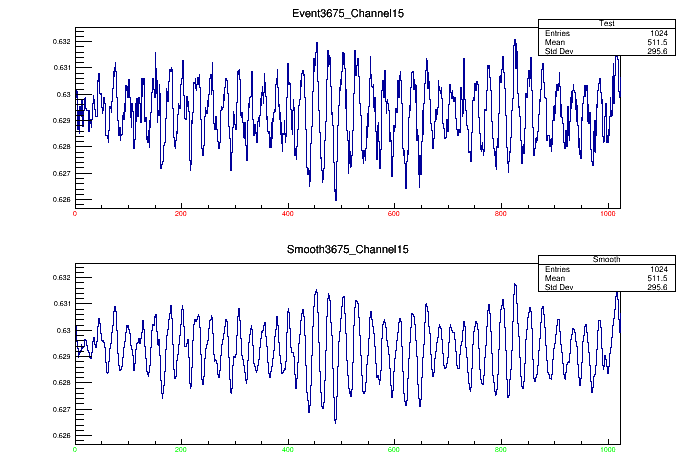 Event3675_Channel15
Test
Entries 1024
Mean 511.5
Std Dev 295.6
0.632
0.631
0.63
0.629
0.628
0.627
0.626
0 200 400 600 800 1000
Smooth3675_Channel15
Smooth
Entries 1024
Mean 511.5
Std Dev 295.6
0.632
0.631
0.63
0.629
0.628
0.627
0.626
0 200 400 600 800 1000